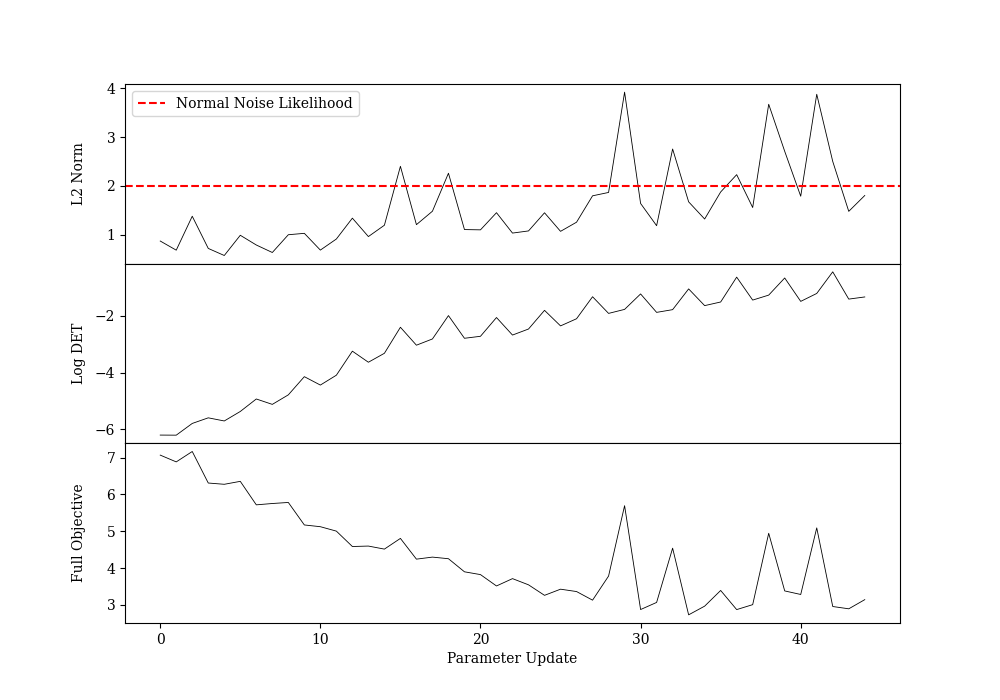 4
3
2
1
L2 Norm
Normal Noise Likelihood
−2
−4
−6
Log DET
7
6
5
4
3
Full Objective
0 10 20 30 40
Parameter Update